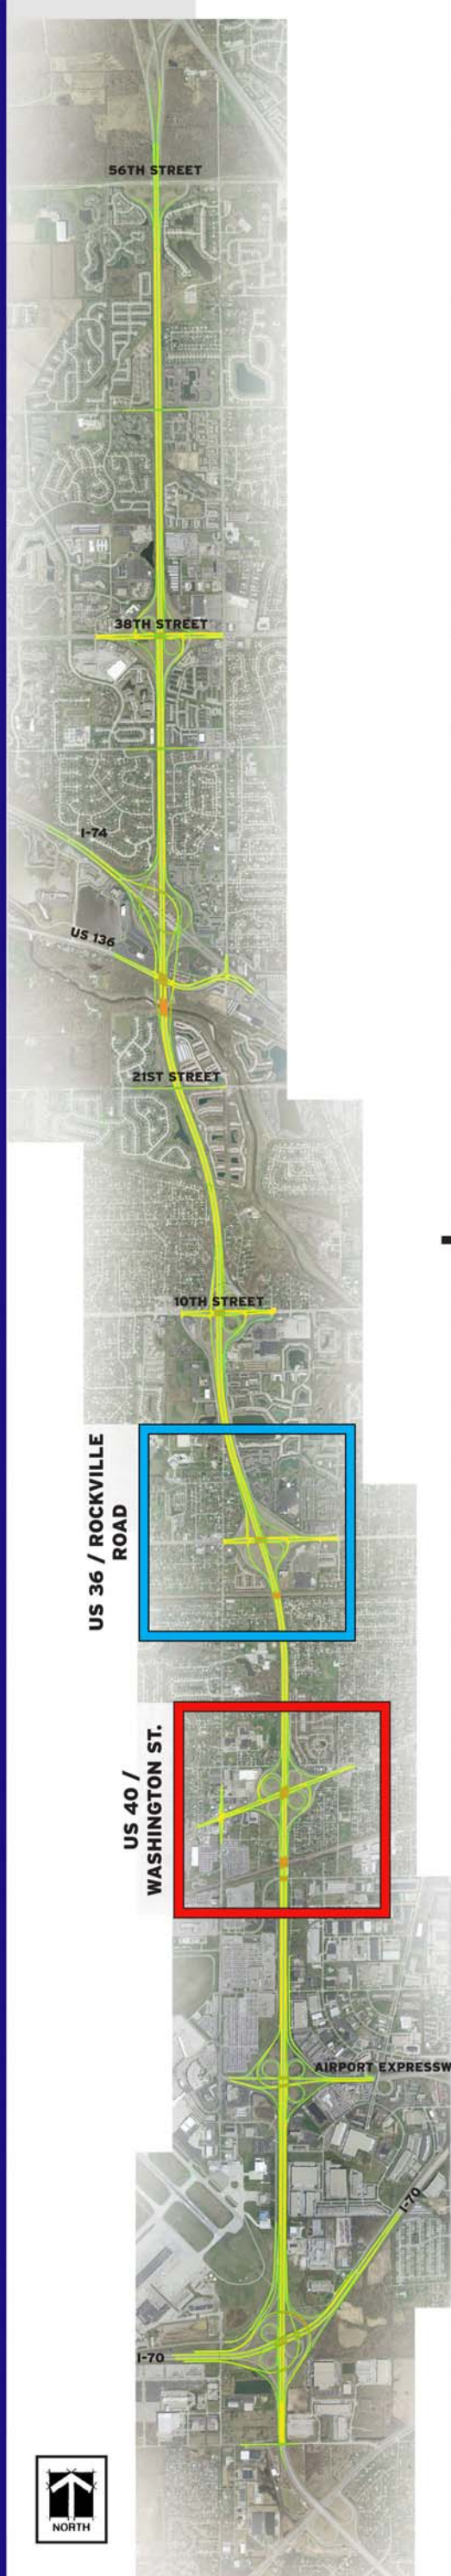 56TH STREET
38TH STREET
I-74
US 136
21ST STREET
10TH STREET
US 36 / ROCKVILLE
ROAD
US 40 /
WASHINGTON ST.
AIRPORT EXPRESSW
I-70
I-70
NORTH